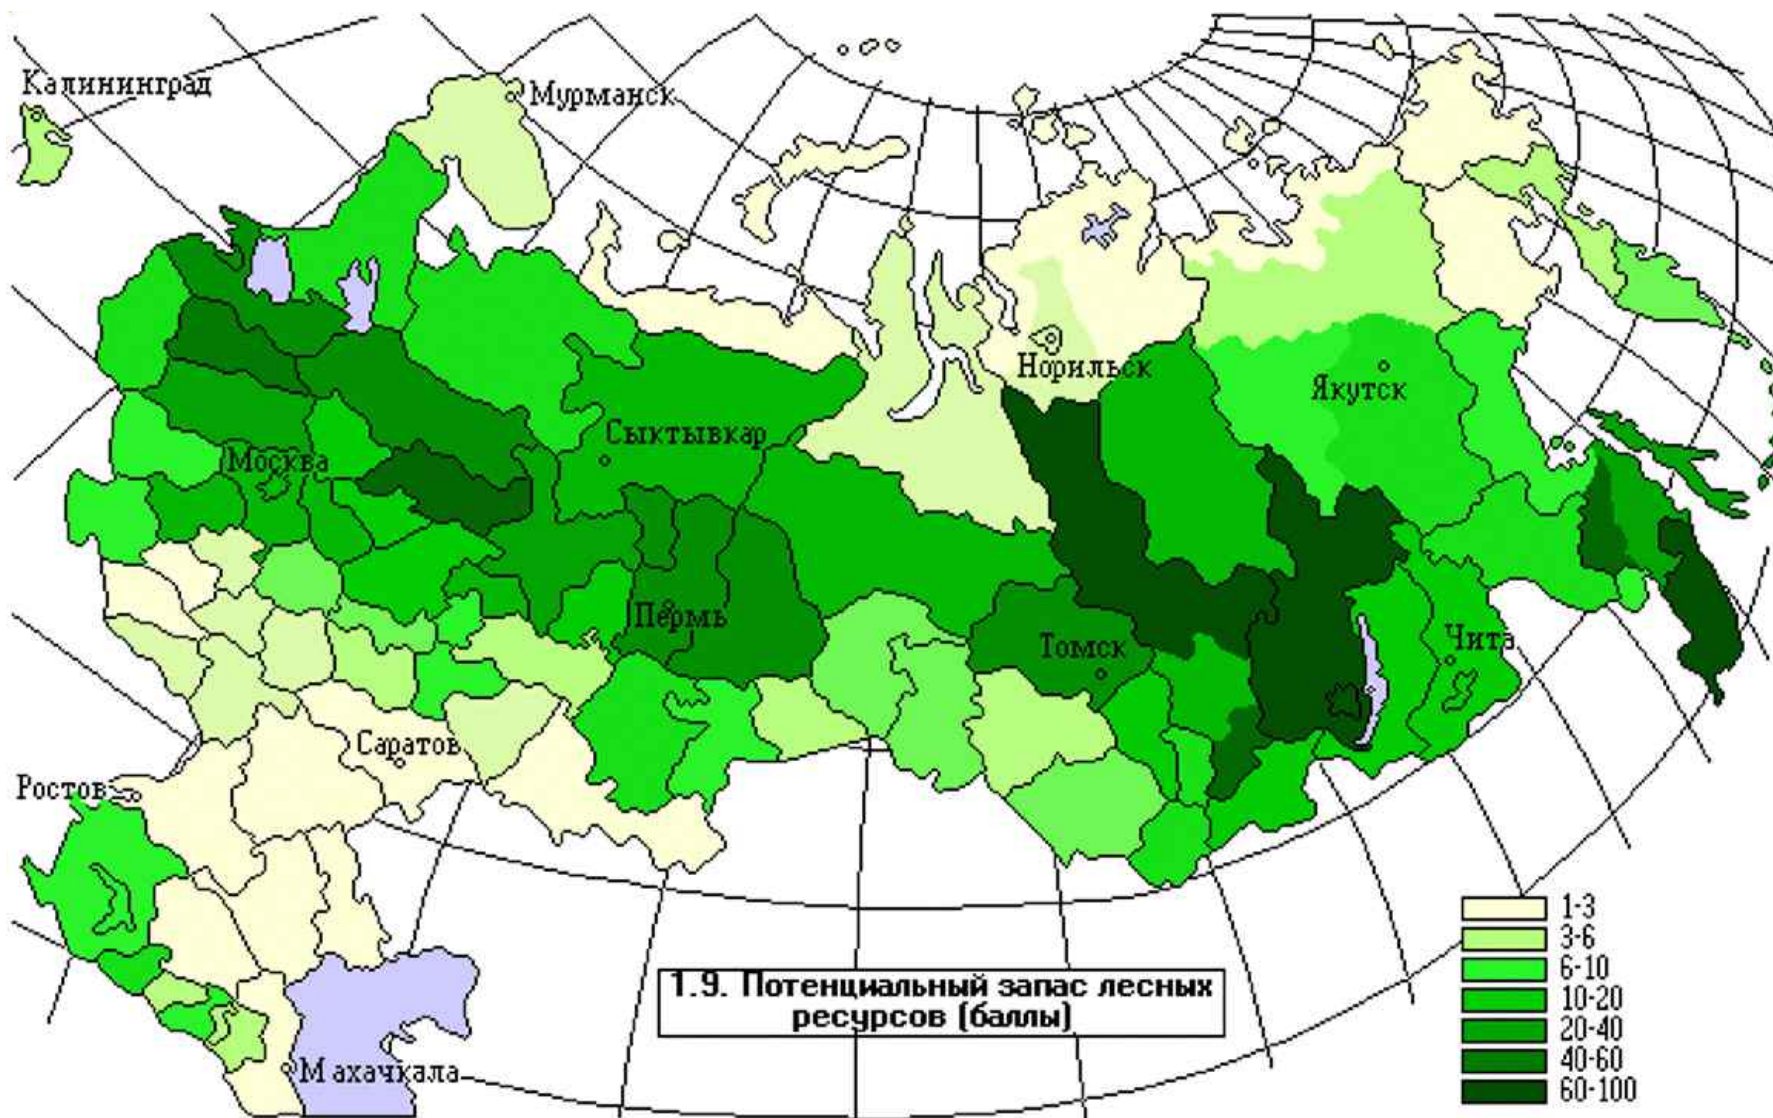 Калининград
Мурманск
Норильск
Якутск
Сыктывкар
Москва
Пермь
Томск
Чита
Саратов
Ростов
Махачкала
1.9. Потенциальный запас лесных
ресурсов (баллы)
1-3
3-6
6-10
10-20
20-40
40-60
60-100